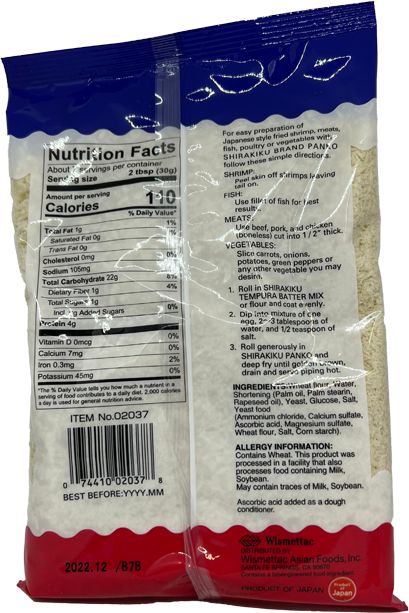 Nutrition Facts
About servings per container
Serving size 2 tbsp (30g)
Amount per serving
Calories 110
% Daily Value*
Total Fat 1g 1%
Saturated Fat 0g 0%
Trans Fat 0g
Cholesterol 0mg 0%
Sodium 105mg
Total Carbohydrate 22g 8%
Dietary Fiber 1g 4%
Total Sugars 1g
Includes Added Sugars 0%
Protein 4g
Vitamin D 0mcg 0%
Calcium 7mg 0%
Iron 0.3mg 2%
Potassium 45mg 0%
*The % Daily Value tells you how much a nutrient in a
serving of food contributes to a daily diet. 2,000 calories
a day is used for general nutrition advice.
ITEM No.02037
0 74410 02037 8
BEST BEFORE:YYYY.MM
2022.12 /B7B
For easy preparation of
Japanese style fried shrimp, meats,
fish, poultry or vegetables with
SHIRAKIKU BRAND PANKO
follow these simple directions.
SHRIMP:
Peel skin off shrimps leaving
tail on.
FISH:
Use fillet of fish for best
result.
MEATS:
Use beef, pork, and chicken
(boneless) cut into 1/2" thick.
VEGETABLES:
Slice carrots, onions,
potatoes, green peppers or
any other vegetable you may
desire.
1. Roll in SHIRAKIKU
TEMPURA BATTER MIX
or flour and coat evenly.
2. Dip into mixture of one
egg, 2-3 tablespoons of
water, and 1/2 teaspoon of
salt.
3. Roll generously in
SHIRAKIKU PANKO and
deep fry until golden brown,
drain and serve piping hot.
INGREDIENTS: Wheat flour, Water,
Shortening (Palm oil, Palm stearin,
Rapeseed oil), Yeast, Glucose, Salt,
Yeast food
(Ammonium chloride, Calcium sulfate,
Ascorbic acid, Magnesium sulfate,
Wheat flour, Salt, Corn starch).
ALLERGY INFORMATION:
Contains Wheat. This product was
processed in a facility that also
processes food containing Milk,
Soybean.
May contain traces of Milk, Soybean.
Ascorbic acid added as a dough
conditioner.
Wismettac
DISTRIBUTED BY
Wismettac Asian Foods, Inc.
SANTA FE SPRINGS, CA 90670
Contains a bioengineered food ingredient
PRODUCT OF JAPAN
Product
of
Japan